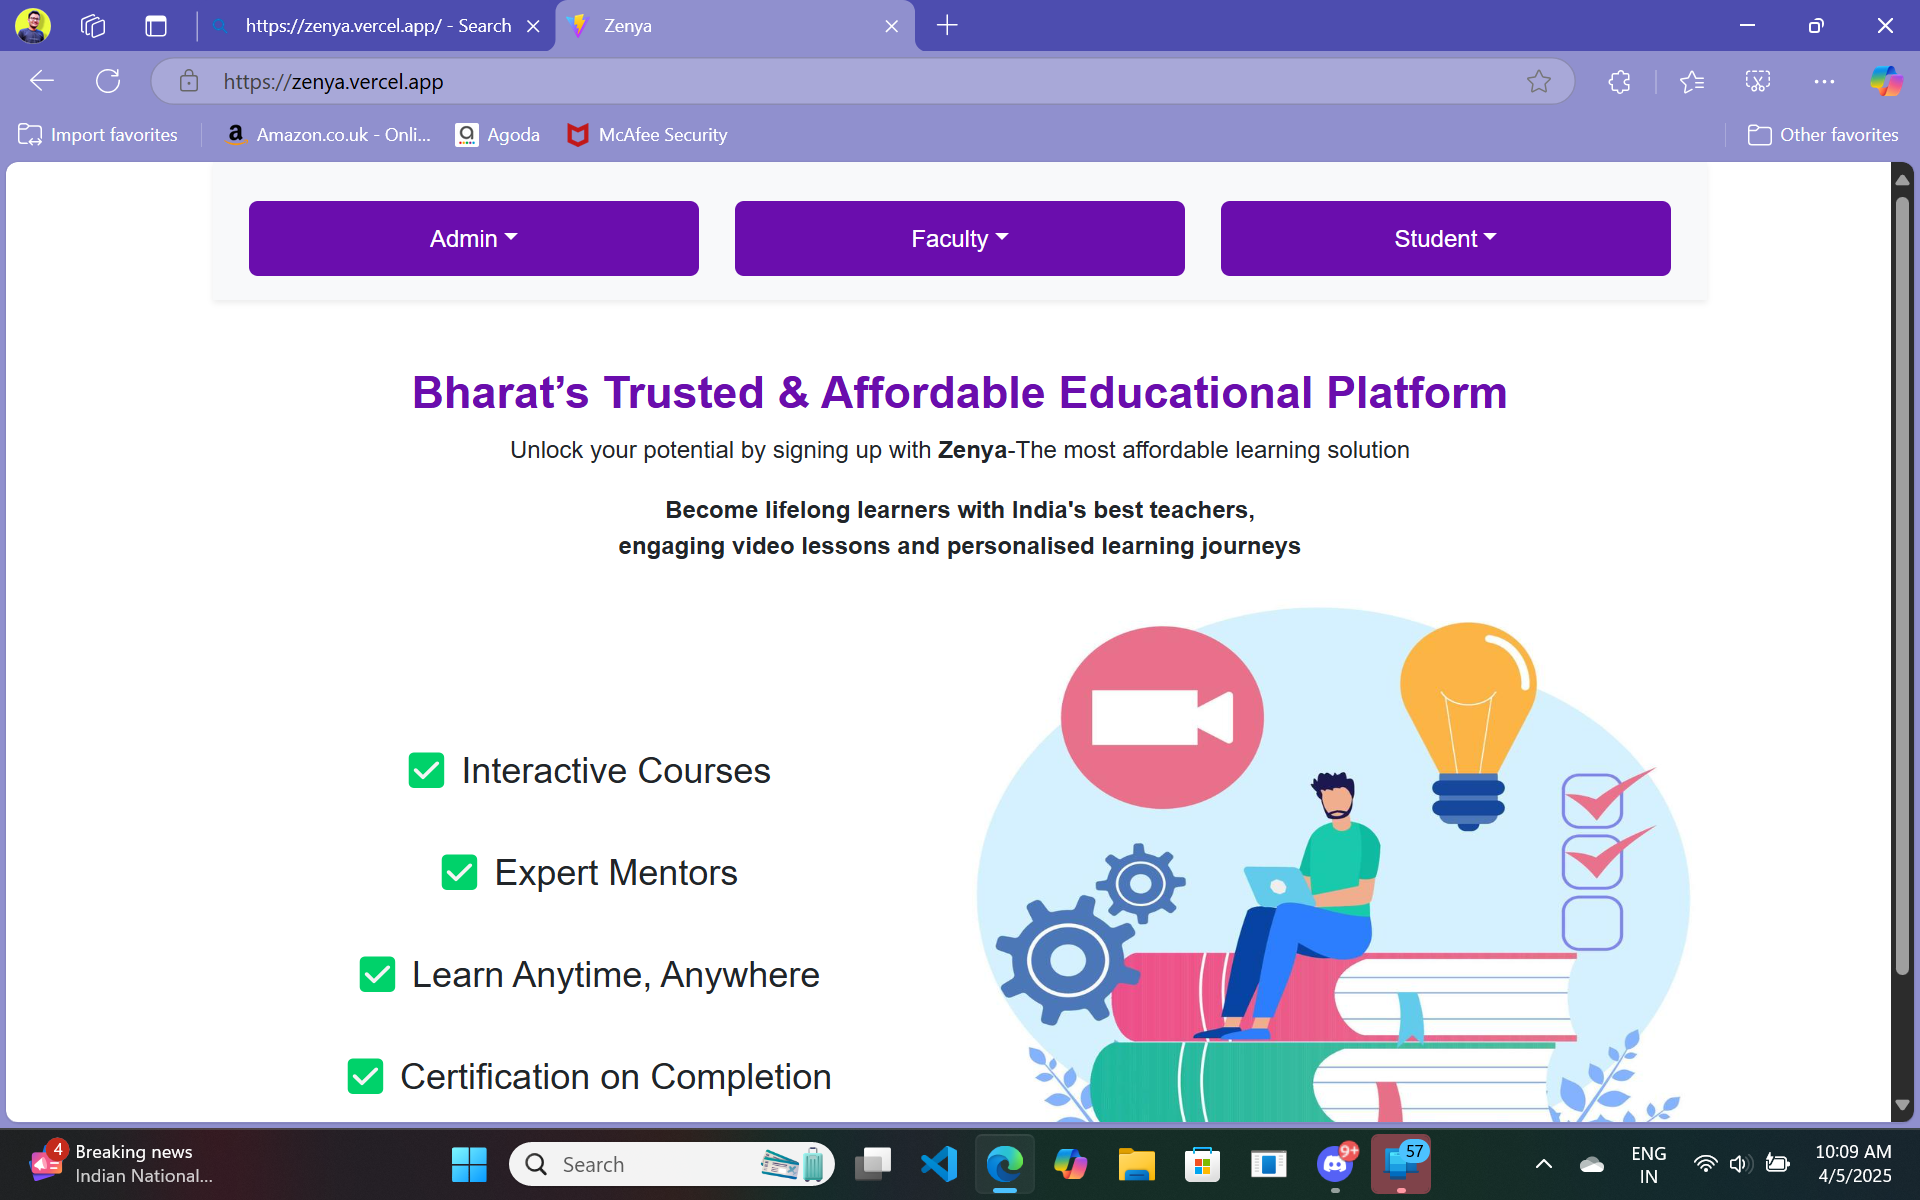 https://zenya.vercel.app/ - Search
Zenya
https://zenya.vercel.app
Import favorites
Amazon.co.uk - Onli...
Agoda
McAfee Security
Other favorites
Admin
Faculty
Student
Bharat’s Trusted & Affordable Educational Platform
Unlock your potential by signing up with Zenya-The most affordable learning solution
Become lifelong learners with India's best teachers,
engaging video lessons and personalised learning journeys
Interactive Courses
Expert Mentors
Learn Anytime, Anywhere
Certification on Completion
4
Breaking news
Indian National...
Search
9+
57
ENG
IN
10:09 AM
4/5/2025